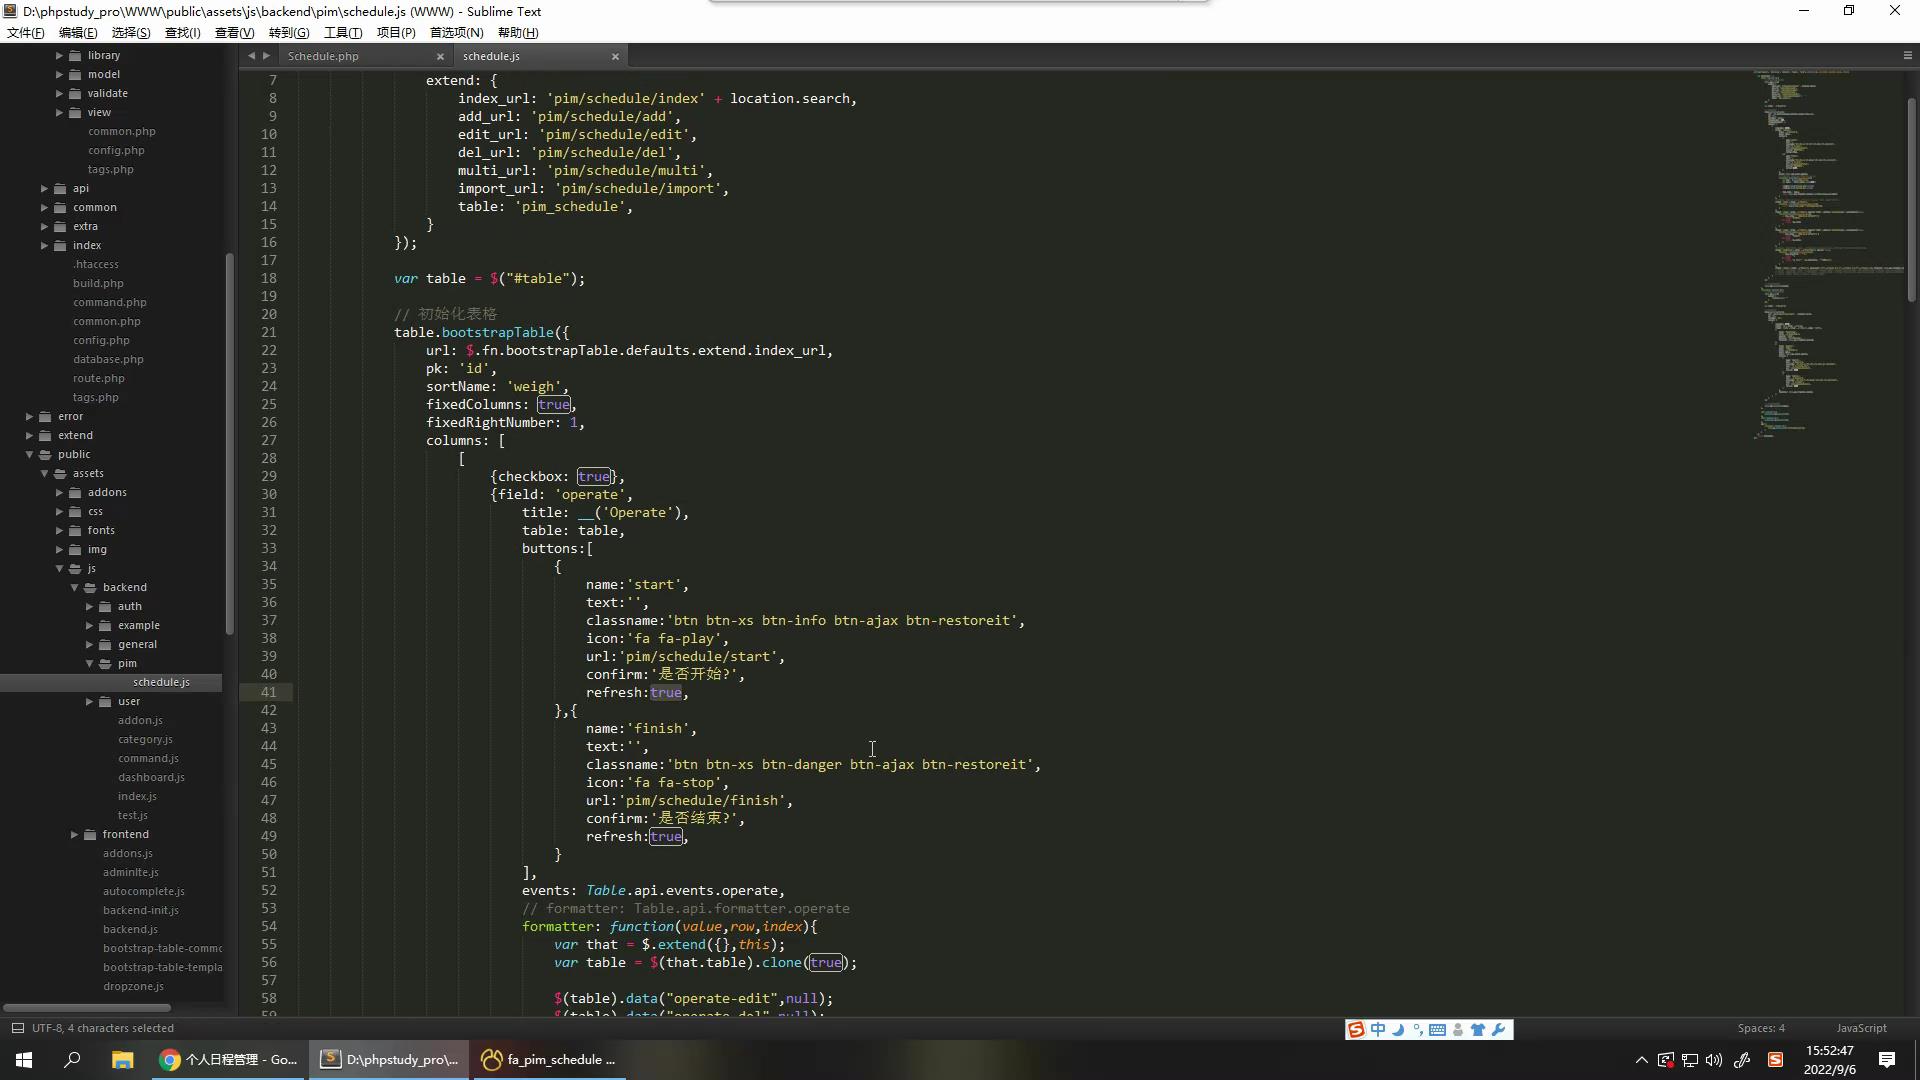 D:\phpstudy_pro\WWW\public\assets\js\backend\pim\schedule.js (WWW) - Sublime Text
文件(F) 编辑(E) 选择(S) 查找(I) 查看(V) 转到(G) 工具(T) 项目(P) 首选项(N) 帮助(H)
library
model
validate
view
common.php
config.php
tags.php
api
common
extra
index
.htaccess
build.php
command.php
common.php
config.php
database.php
route.php
tags.php
error
extend
public
assets
addons
css
fonts
img
js
backend
auth
example
general
pim
schedule.js
user
addon.js
category.js
command.js
dashboard.js
index.js
test.js
frontend
addons.js
adminlte.js
autocomplete.js
backend-init.js
backend.js
bootstrap-table-commo
bootstrap-table-templa
dropzone.js
Schedule.php × schedule.js ×
7 extend: {
8 index_url: 'pim/schedule/index' + location.search,
9 add_url: 'pim/schedule/add',
10 edit_url: 'pim/schedule/edit',
11 del_url: 'pim/schedule/del',
12 multi_url: 'pim/schedule/multi',
13 import_url: 'pim/schedule/import',
14 table: 'pim_schedule',
15 }
16 });
17
18 var table = $("#table");
19
20 // 初始化表格
21 table.bootstrapTable({
22 url: $.fn.bootstrapTable.defaults.extend.index_url,
23 pk: 'id',
24 sortName: 'weigh',
25 fixedColumns: true,
26 fixedRightNumber: 1,
27 columns: [
28 [
29 {checkbox: true},
30 {field: 'operate',
31 title: __('Operate'),
32 table: table,
33 buttons:[
34 {
35 name:'start',
36 text:'',
37 classname:'btn btn-xs btn-info btn-ajax btn-restoreit',
38 icon:'fa fa-play',
39 url:'pim/schedule/start',
40 confirm:'是否开始?',
41 refresh:true,
42 },{
43 name:'finish',
44 text:'',
45 classname:'btn btn-xs btn-danger btn-ajax btn-restoreit',
46 icon:'fa fa-stop',
47 url:'pim/schedule/finish',
48 confirm:'是否结束?',
49 refresh:true,
50 }
51 ],
52 events: Table.api.events.operate,
53 // formatter: Table.api.formatter.operate
54 formatter: function(value,row,index){
55 var that = $.extend({},this);
56 var table = $(that.table).clone(true);
57
58 $(table).data("operate-edit",null);
59 $(table).data("operate-del",null);
UTF-8, 4 characters selected
中
Spaces: 4
JavaScript
个人日程管理 - Go...
D:\phpstudy_pro\...
fa_pim_schedule ...
15:52:47
2022/9/6